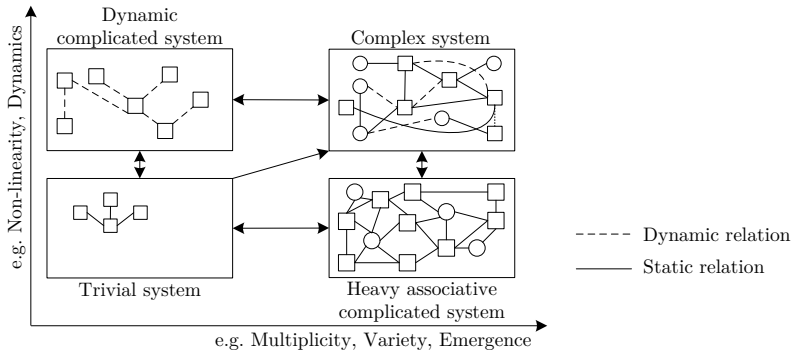 Dynamic
complicated system
Complex system
e.g. Non-linearity, Dynamics
Trivial system
Heavy associative
complicated system
e.g. Multiplicity, Variety, Emergence
Dynamic relation
Static relation